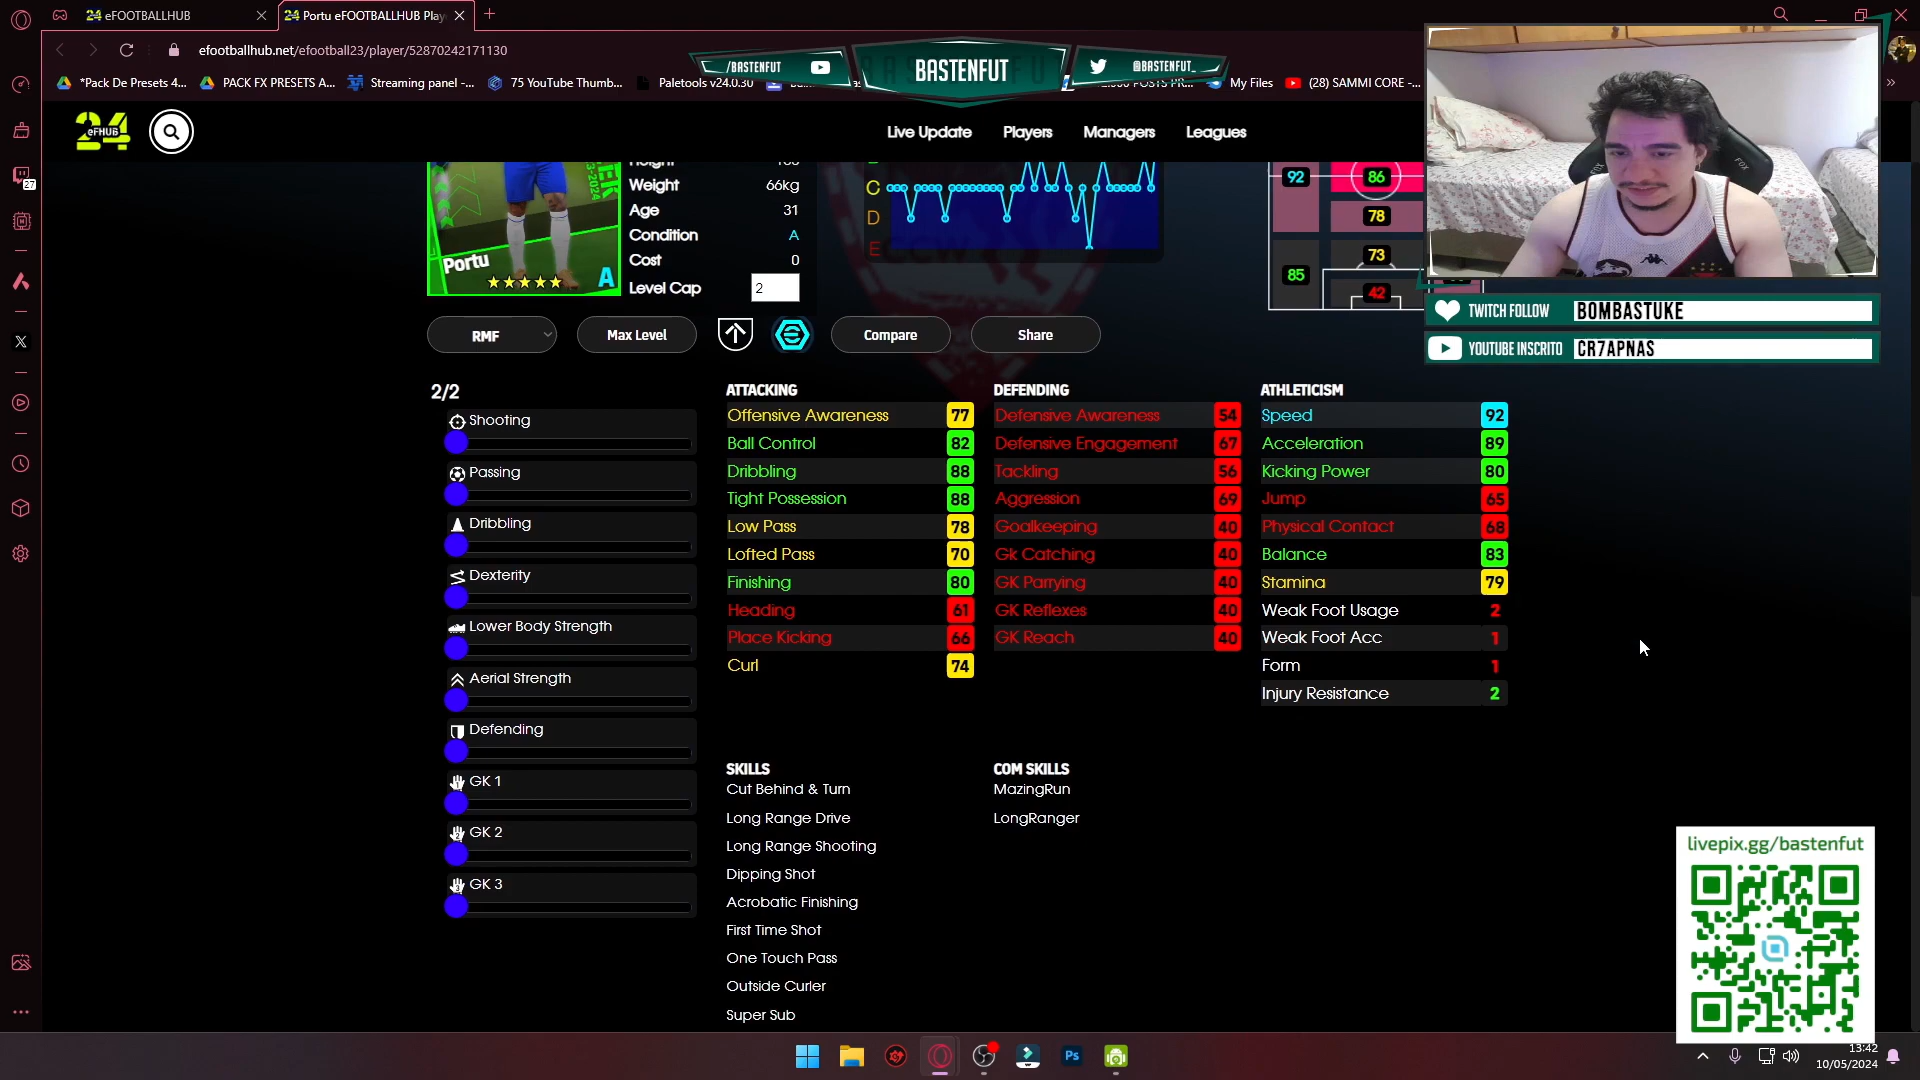 eFOOTBALLHUB
Portu eFOOTBALLHUB Play
efootballhub.net/efootball23/player/52870242171130
*Pack De Presets 4...
PACK FX PRESETS A...
Streaming panel -...
75 YouTube Thumb...
Paletools v24.0.30
My Files
(28) SAMMI CORE -...
/BASTENFUT
BASTENFUT
@BASTENFUT_
24
eFHUB
Live Update
Players
Managers
Leagues
27
Weight 66kg
Age 31
Condition A
Cost 0
Level Cap 2
Portu
A
C
D
E
92
86
78
73
85
42
RMF
Max Level
Compare
Share
TWITCH FOLLOW BOMBASTUKE
YOUTUBE INSCRITO CR7APNAS
2/2
Shooting
Passing
Dribbling
Dexterity
Lower Body Strength
Aerial Strength
Defending
GK 1
GK 2
GK 3
ATTACKING
Offensive Awareness 77
Ball Control 82
Dribbling 88
Tight Possession 88
Low Pass 78
Lofted Pass 70
Finishing 80
Heading 61
Place Kicking 66
Curl 74
DEFENDING
Defensive Awareness 54
Defensive Engagement 67
Tackling 56
Aggression 69
Goalkeeping 40
Gk Catching 40
GK Parrying 40
GK Reflexes 40
GK Reach 40
ATHLETICISM
Speed 92
Acceleration 89
Kicking Power 80
Jump 65
Physical Contact 68
Balance 83
Stamina 79
Weak Foot Usage 2
Weak Foot Acc 1
Form 1
Injury Resistance 2
SKILLS
Cut Behind & Turn
Long Range Drive
Long Range Shooting
Dipping Shot
Acrobatic Finishing
First Time Shot
One Touch Pass
Outside Curler
Super Sub
COM SKILLS
MazingRun
LongRanger
livepix.gg/bastenfut
Ps
13:42
10/05/2024